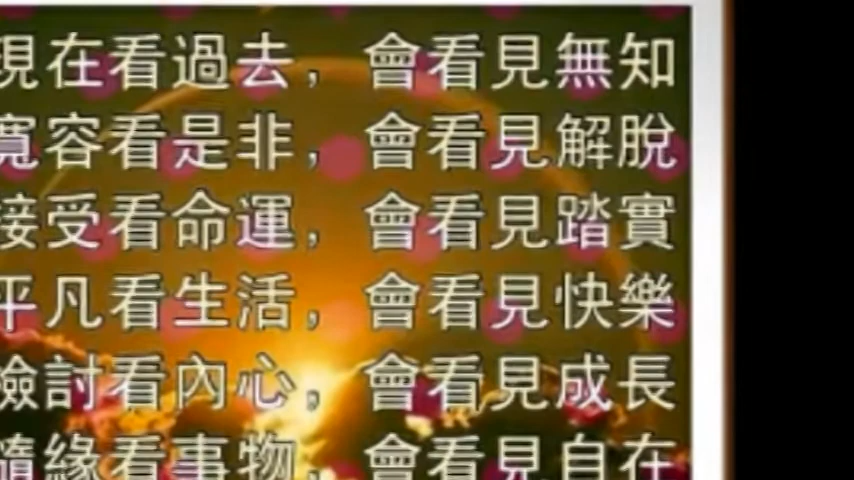 現在看過去，會看見無知
寬容看是非，會看見解脫
接受看命運，會看見踏實
平凡看生活，會看見快樂
檢討看內心，會看見成長
隨緣看事物，會看見自在